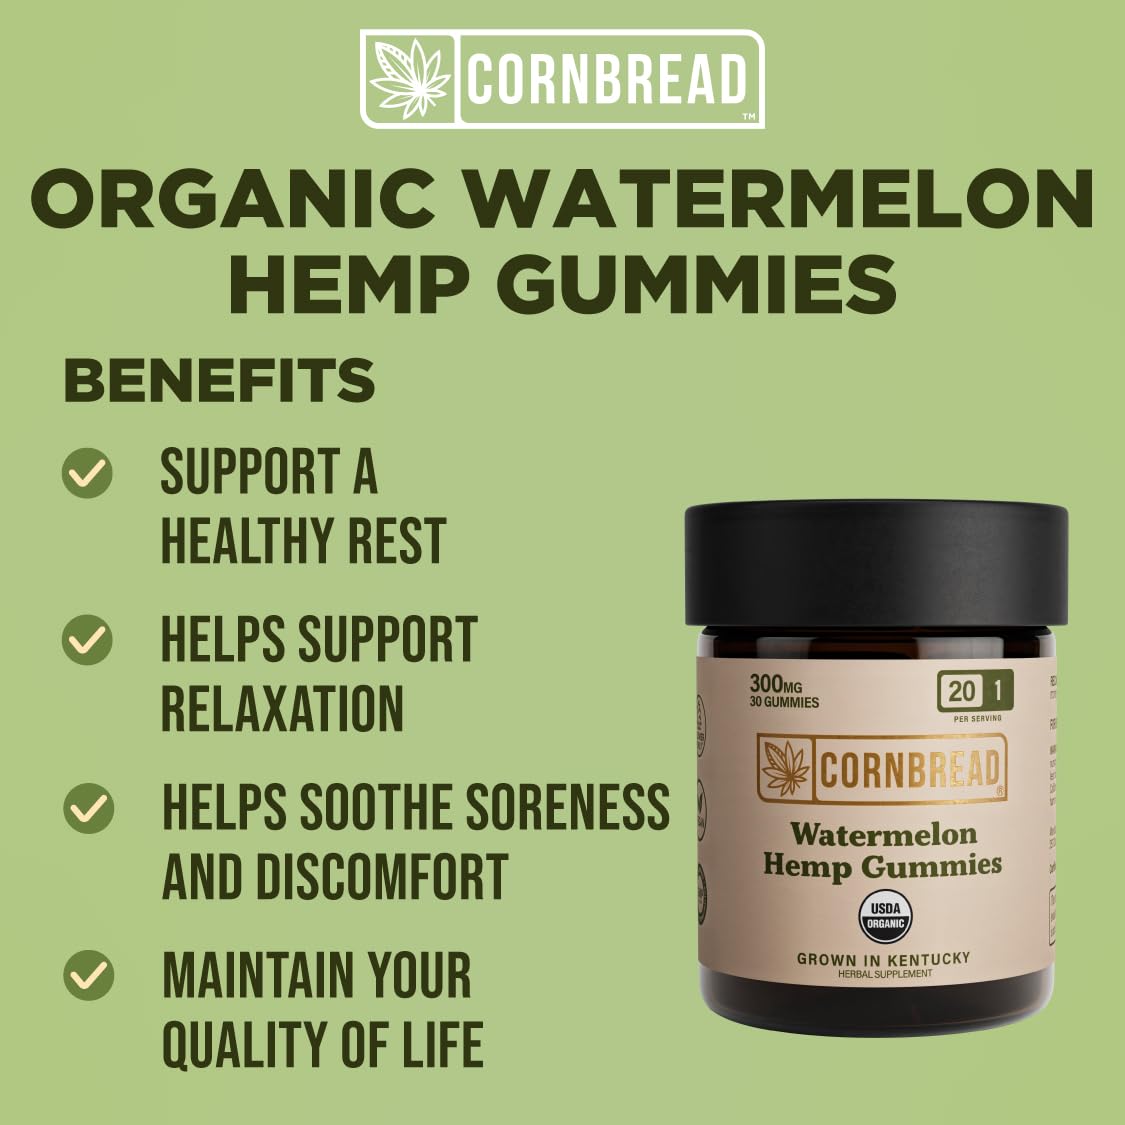 CORNBREAD
TM
ORGANIC WATERMELON
HEMP GUMMIES
BENEFITS
SUPPORT A
HEALTHY REST
HELPS SUPPORT
RELAXATION
HELPS SOOTHE SORENESS
AND DISCOMFORT
MAINTAIN YOUR
QUALITY OF LIFE
300MG
30 GUMMIES
20 1
PER SERVING
CORNBREAD
®
Watermelon
Hemp Gummies
USDA
ORGANIC
GROWN IN KENTUCKY
HERBAL SUPPLEMENT